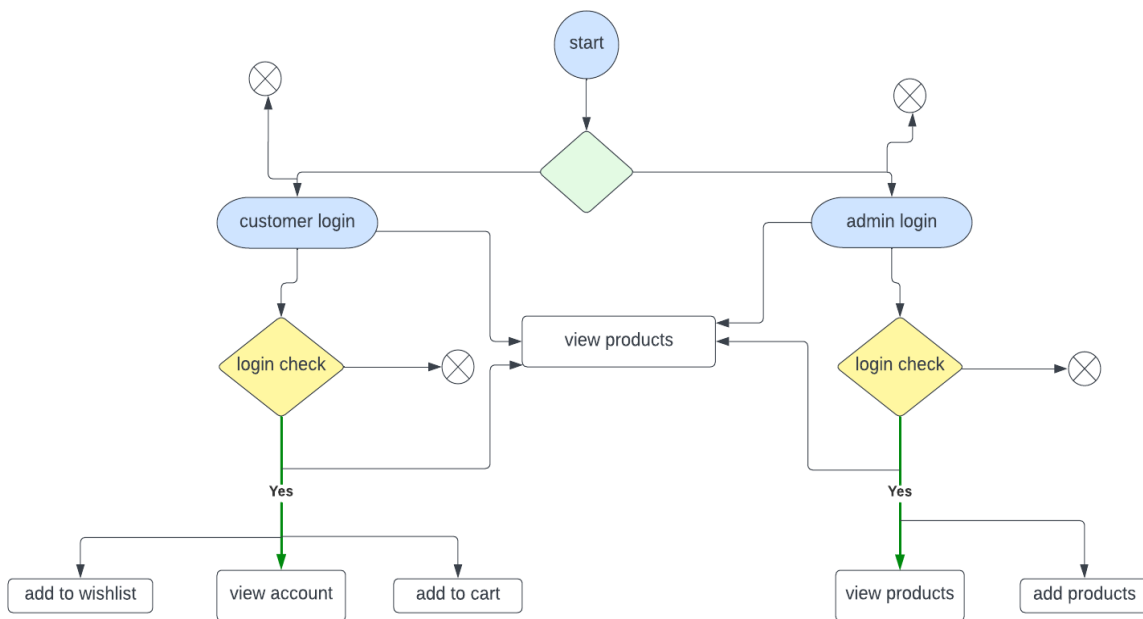 start
customer login
admin login
view products
login check
login check
Yes
Yes
add to wishlist
view account
add to cart
view products
add products